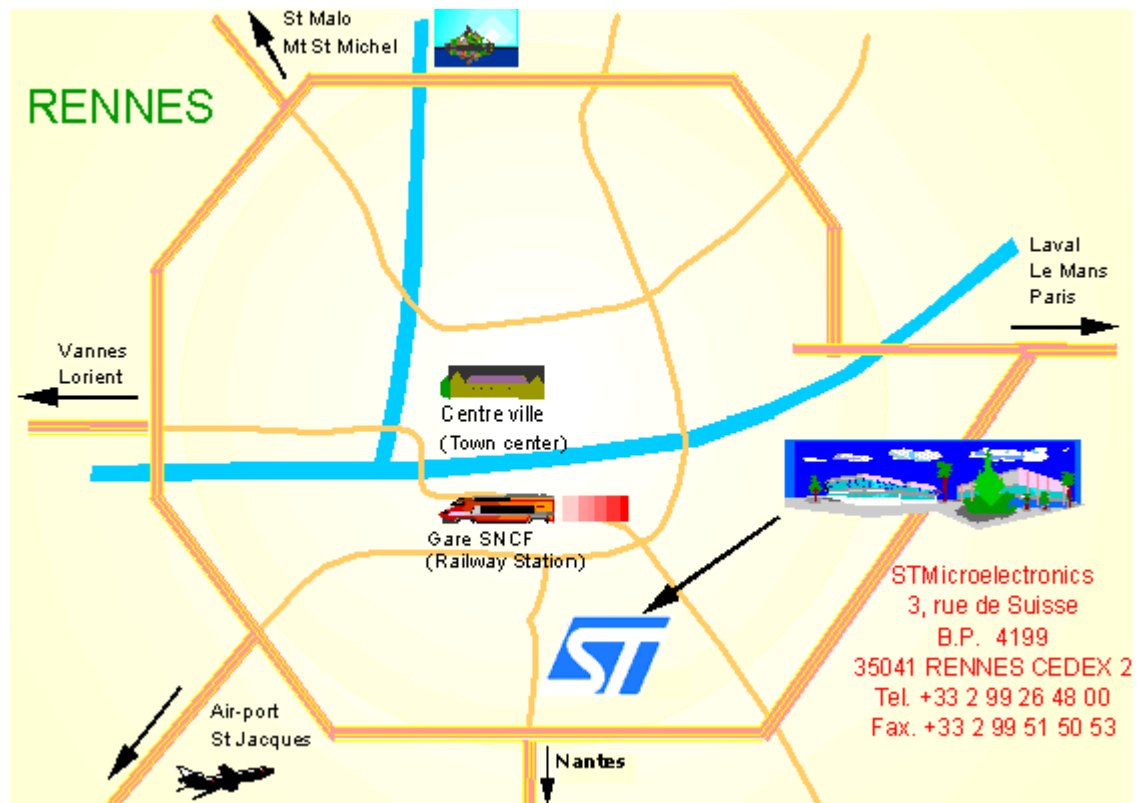 St Malo
Mt St Michel
RENNES
Laval
Le Mans
Paris
Vannes
Lorient
Centre ville
(Town center)
Gare SNCF
(Railway Station)
ST
STMicroelectronics
3, rue de Suisse
B.P. 4199
35041 RENNES CEDEX 2
Tel. +33 2 99 26 48 00
Fax. +33 2 99 51 50 53
Air-port
St Jacques
Nantes